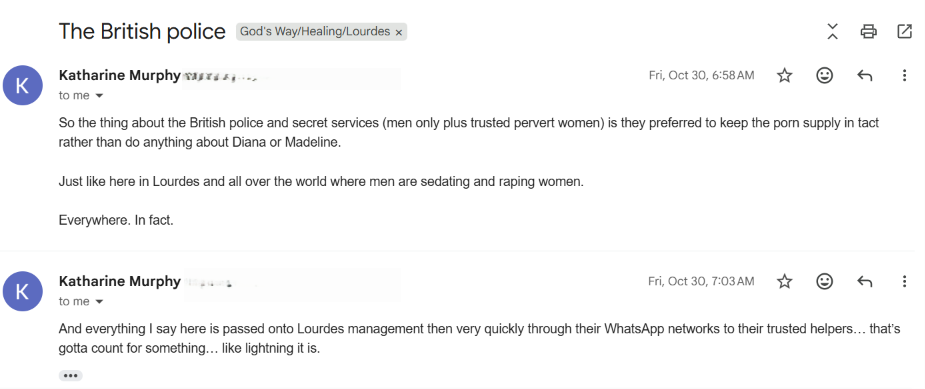 The British police God's Way/Healing/Lourdes ×
K
Katharine Murphy
Fri, Oct 30, 6:58 AM
to me
So the thing about the British police and secret services (men only plus trusted pervert women) is they preferred to keep the porn supply in tact
rather than do anything about Diana or Madeline.
Just like here in Lourdes and all over the world where men are sedating and raping women.
Everywhere. In fact.
K
Katharine Murphy
Fri, Oct 30, 7:03 AM
to me
And everything I say here is passed onto Lourdes management then very quickly through their WhatsApp networks to their trusted helpers… that's
gotta count for something… like lightning it is.